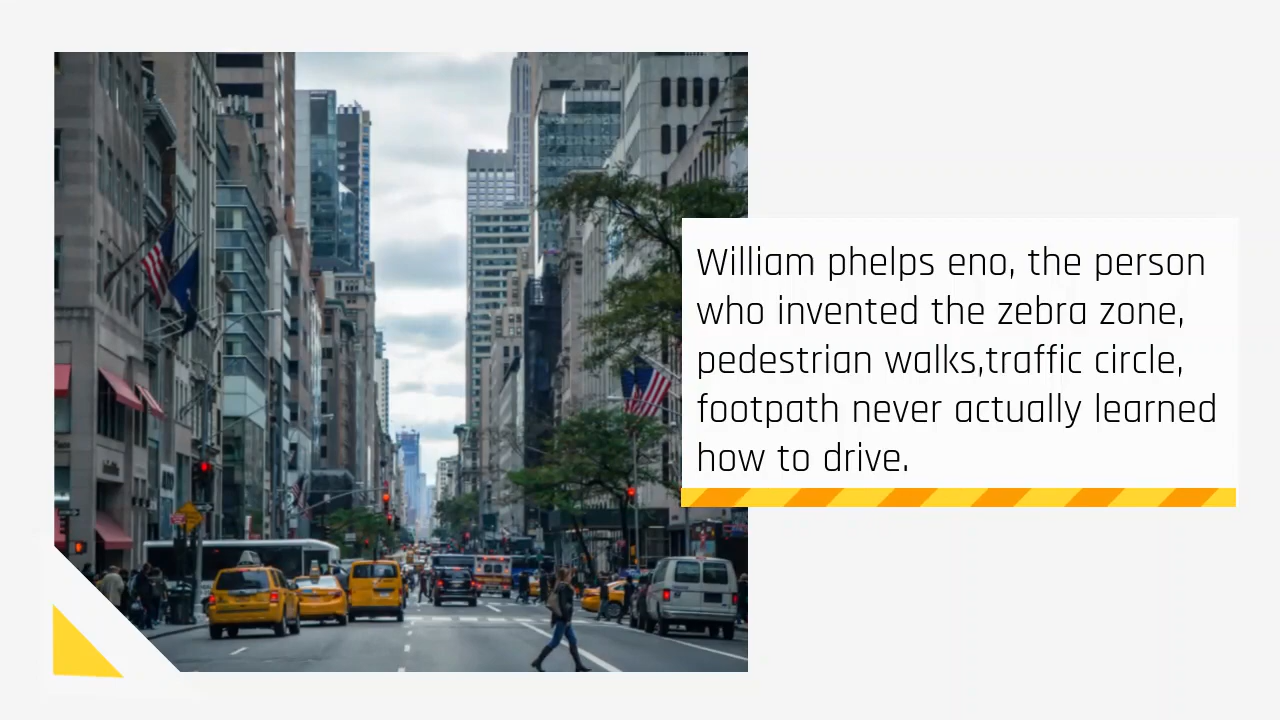 William phelps eno, the person
who invented the zebra zone,
pedestrian walks,traffic circle,
footpath never actually learned
how to drive.